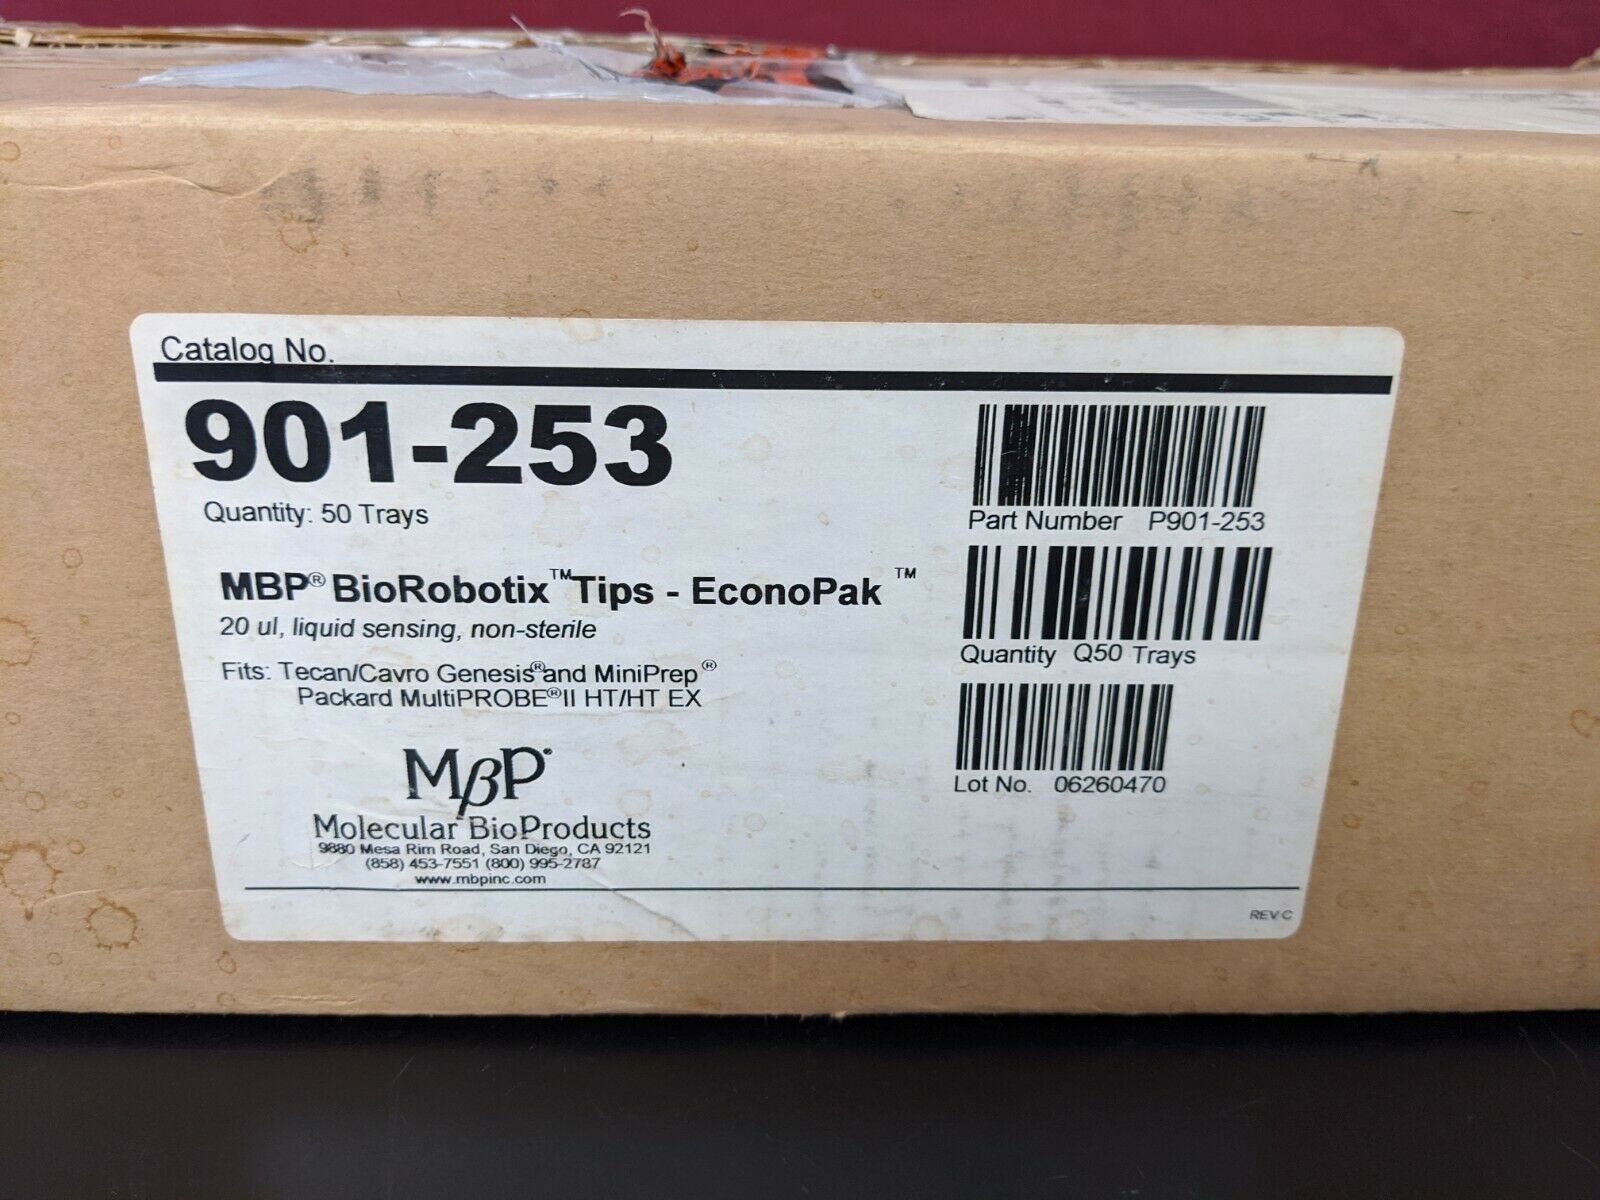 Catalog No.
901-253
Quantity: 50 Trays
MBP® BioRobotix™ Tips - EconoPak™
20 ul, liquid sensing, non-sterile
Fits: Tecan/Cavro Genesis® and MiniPrep®
Packard MultiPROBE® II HT/HT EX
MβP®
Molecular BioProducts
9880 Mesa Rim Road, San Diego, CA 92121
(858) 453-7551 (800) 995-2787
www.mbpinc.com
Part Number P901-253
Quantity Q50 Trays
Lot No. 06260470
REV C